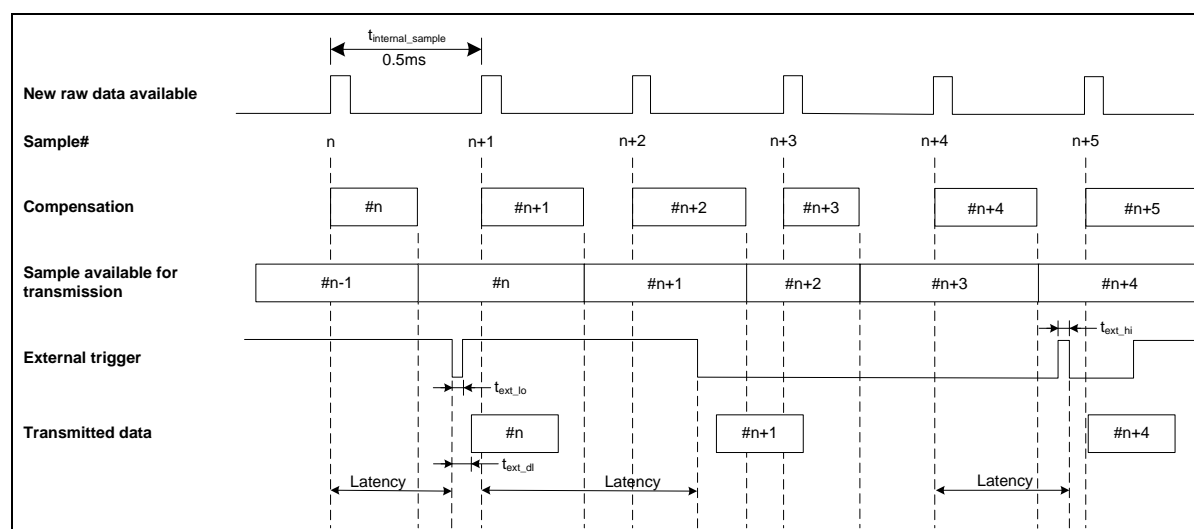 t_internal_sample
0.5ms
New raw data available
Sample#
n
n+1
n+2
n+3
n+4
n+5
Compensation
#n
#n+1
#n+2
#n+3
#n+4
#n+5
Sample available for
transmission
#n-1
#n
#n+1
#n+2
#n+3
#n+4
External trigger
t_ext_hi
t_ext_lo
Transmitted data
#n
#n+1
#n+4
t_ext_dl
Latency
Latency
Latency